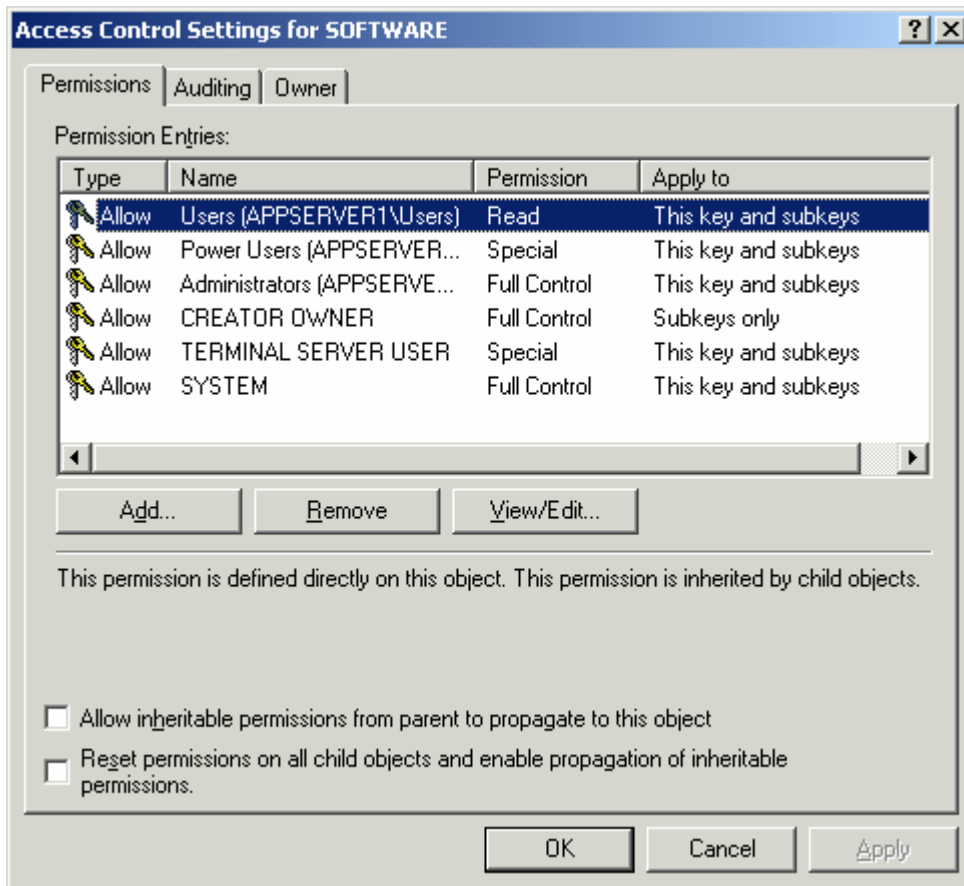 Access Control Settings for SOFTWARE
Permissions Auditing Owner
Permission Entries:
Type Name Permission Apply to
Allow Users (APPSERVER1\Users) Read This key and subkeys
Allow Power Users (APPSERVER... Special This key and subkeys
Allow Administrators (APPSERVE... Full Control This key and subkeys
Allow CREATOR OWNER Full Control Subkeys only
Allow TERMINAL SERVER USER Special This key and subkeys
Allow SYSTEM Full Control This key and subkeys
Add... Remove View/Edit...
This permission is defined directly on this object. This permission is inherited by child objects.
Allow inheritable permissions from parent to propagate to this object
Reset permissions on all child objects and enable propagation of inheritable
permissions.
OK Cancel Apply